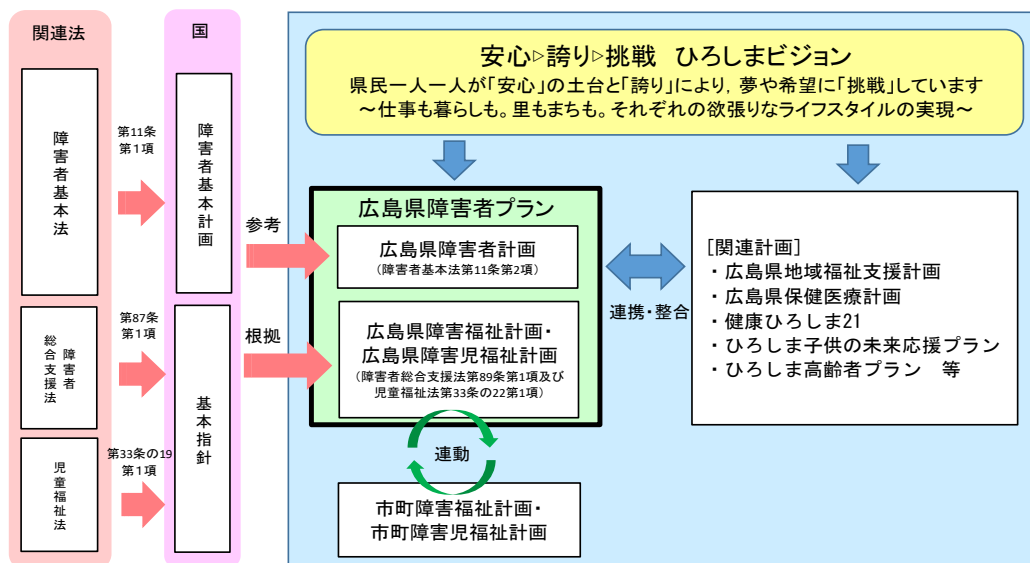 関連法
障害者基本法
障害者
総合支援法
児童福祉法
第11条
第1項
第87条
第1項
第33条の19
第1項
国
障害者基本計画
基本指針
参考
根拠
安心▷誇り▷挑戦 ひろしまビジョン
県民一人一人が「安心」の土台と「誇り」により, 夢や希望に「挑戦」しています
～仕事も暮らしも。里もまちも。それぞれの欲張りなライフスタイルの実現～
広島県障害者プラン
広島県障害者計画
（障害者基本法第11条第2項）
広島県障害福祉計画・
広島県障害児福祉計画
（障害者総合支援法第89条第1項及び
児童福祉法第33条の22第1項）
連動
市町障害福祉計画・
市町障害児福祉計画
連携・整合
[関連計画]
・広島県地域福祉支援計画
・広島県保健医療計画
・健康ひろしま21
・ひろしま子供の未来応援プラン
・ひろしま高齢者プラン 等